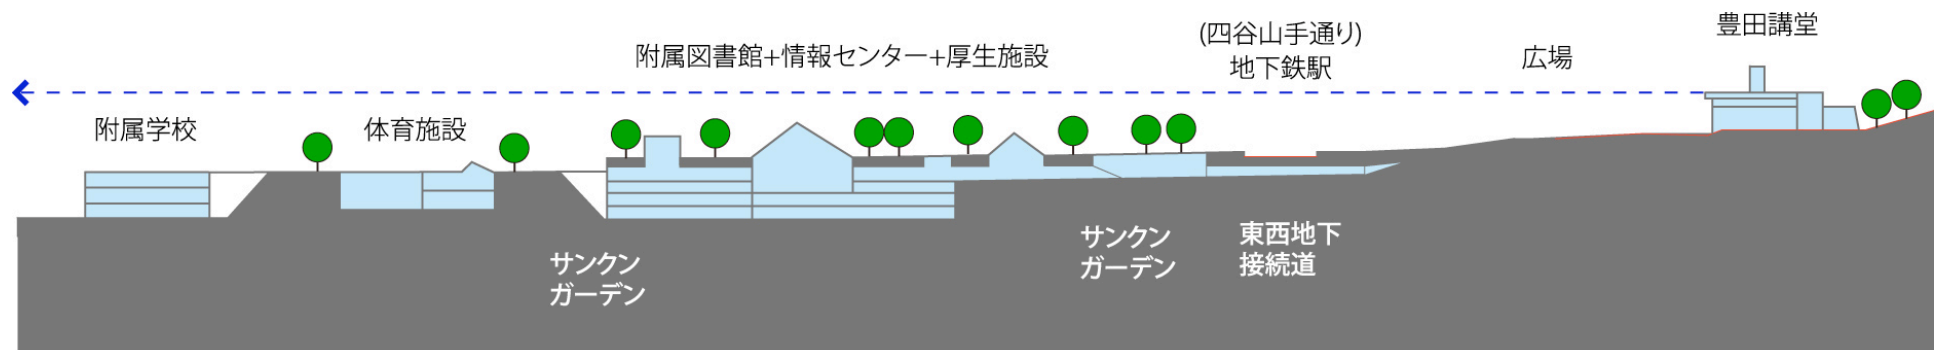 豊田講堂
(四谷山手通り)
地下鉄駅
広場
附属図書館+情報センター+厚生施設
附属学校
体育施設
サンクン
ガーデン
サンクン
ガーデン
東西地下
接続道